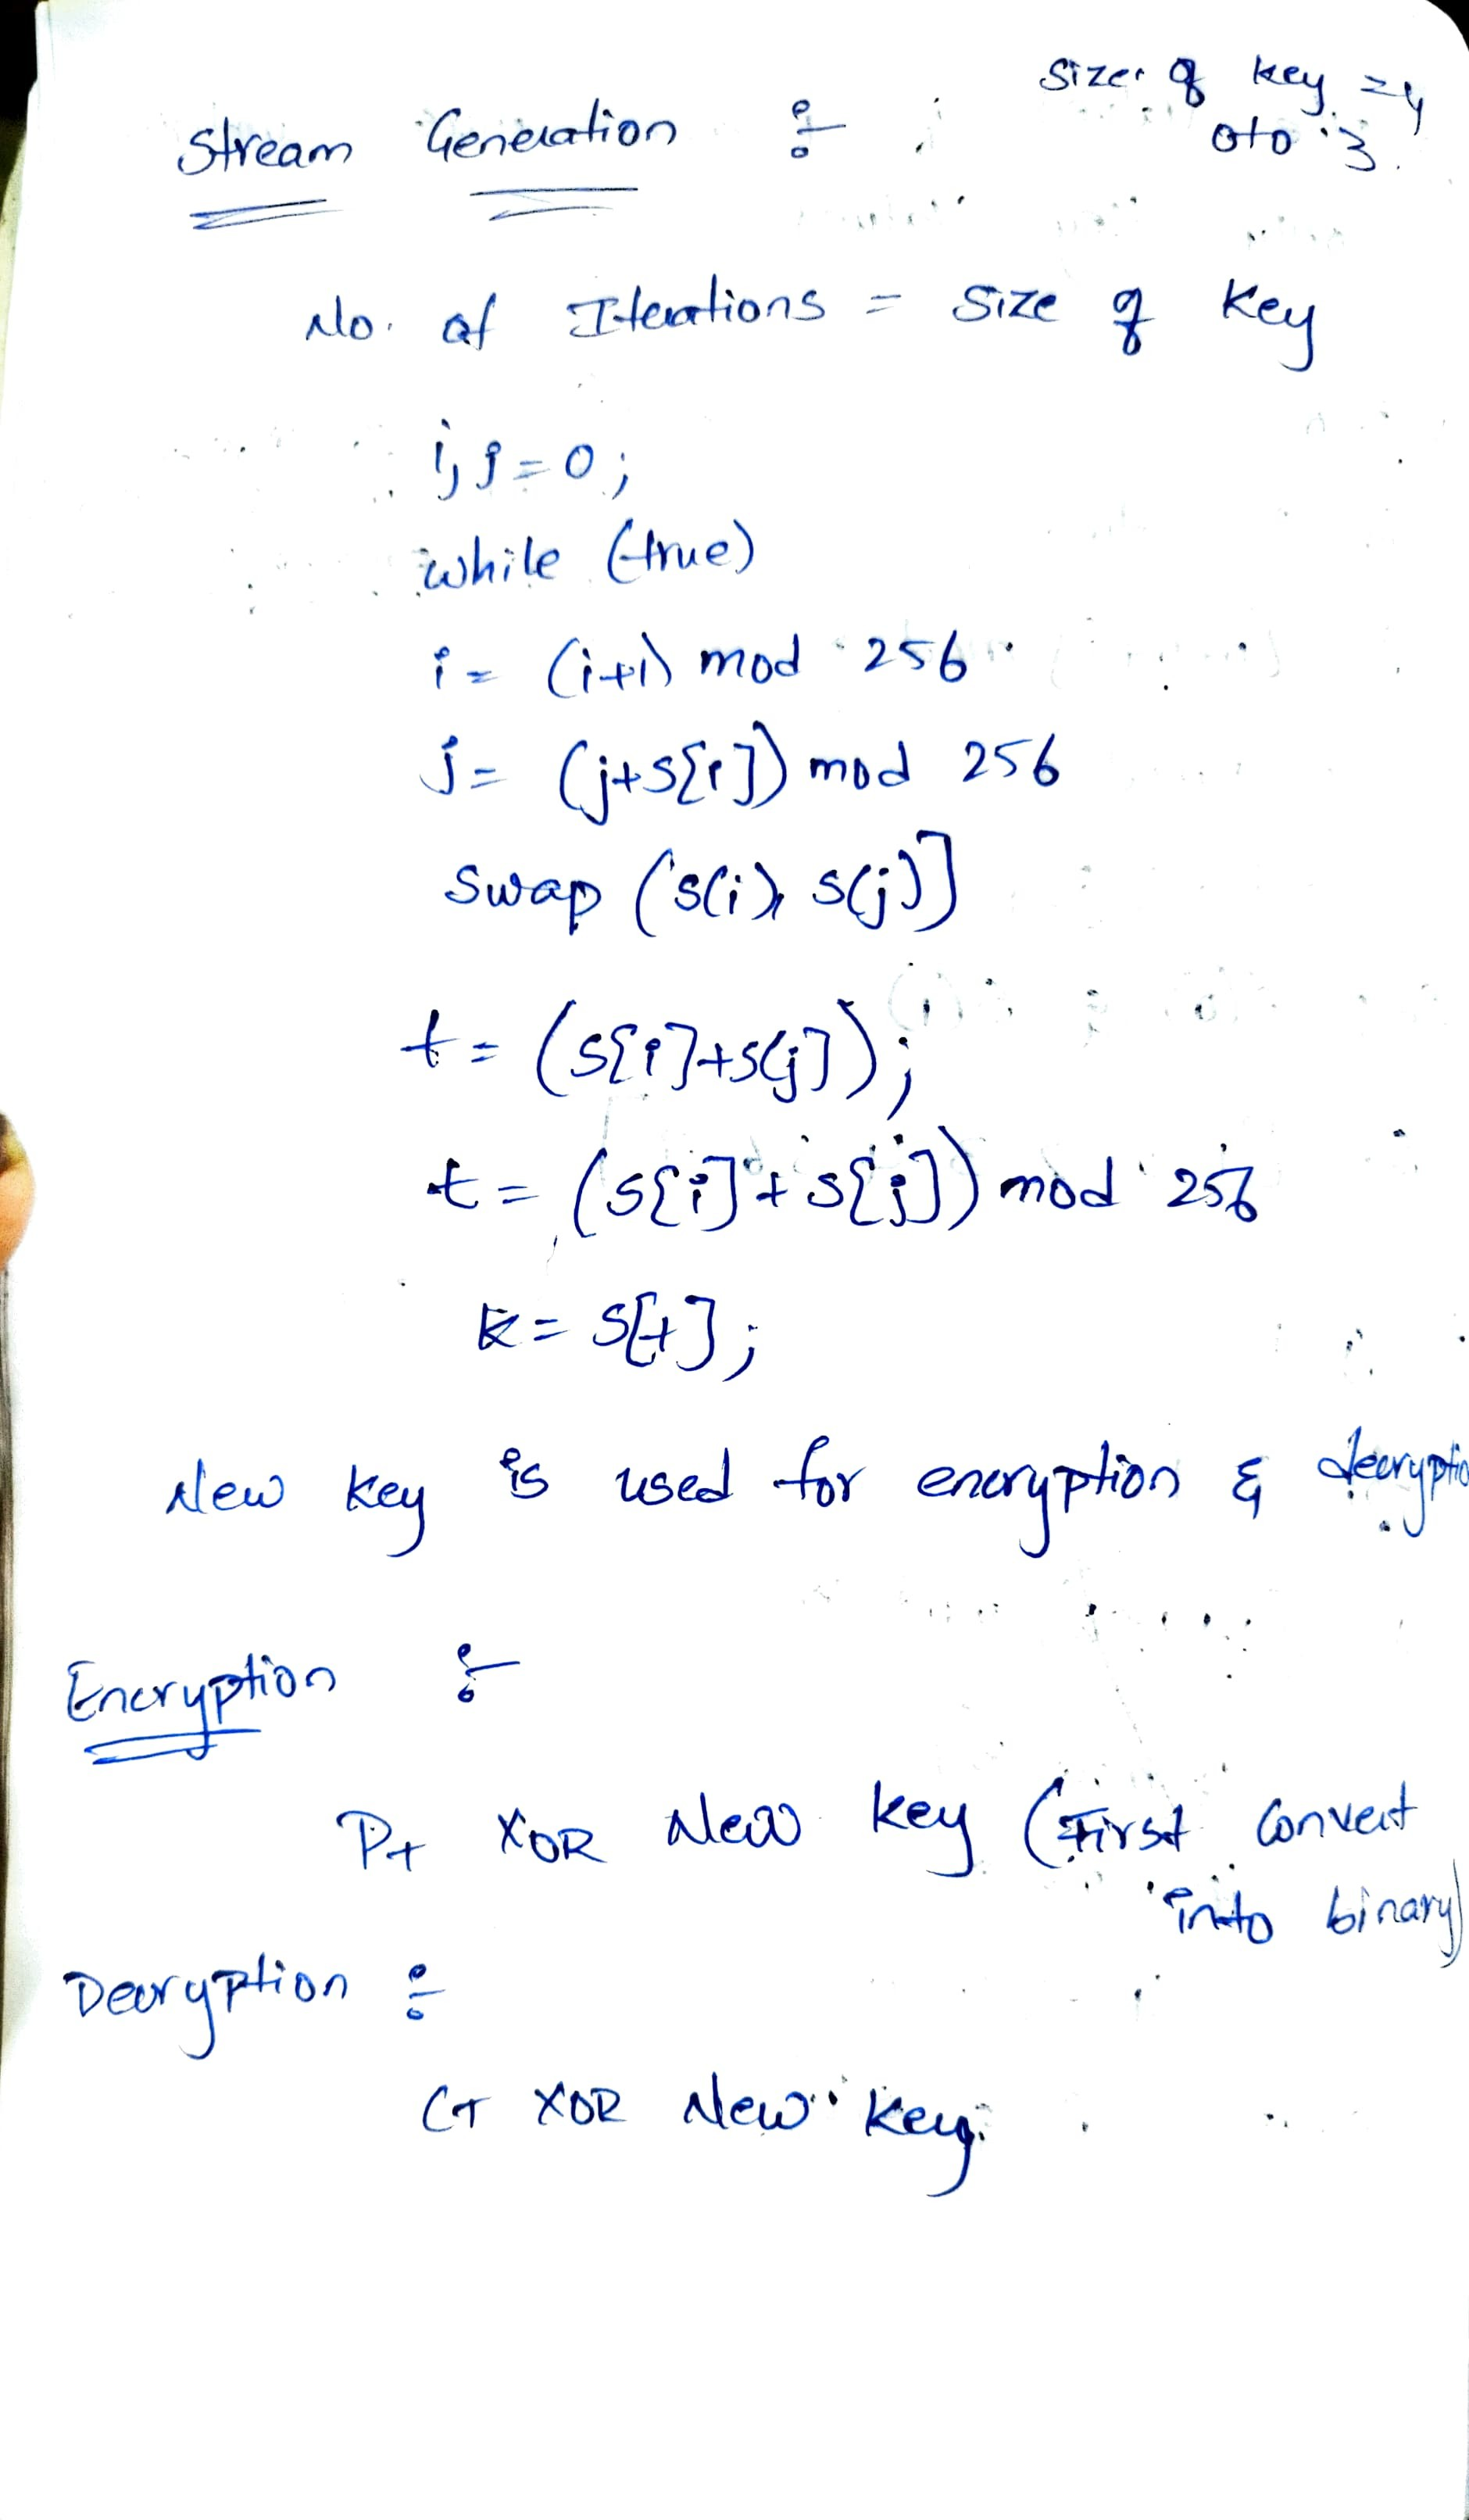 Size of key = 4
0 to 3.
Stream Generation :-
No. of Iterations = Size of Key
i, j = 0;
while (true)
i = (i+1) mod 256
j = (j+s[i]) mod 256
Swap (s(i), s(j)]
t = (s[i]+s(j]);
t = (s[i] + s[j]) mod 256
k = s[t];
New key is used for encryption & decryptio
Encryption :-
PT XOR New key (First Convert
into binary)
Decryption :-
CT XOR New key.